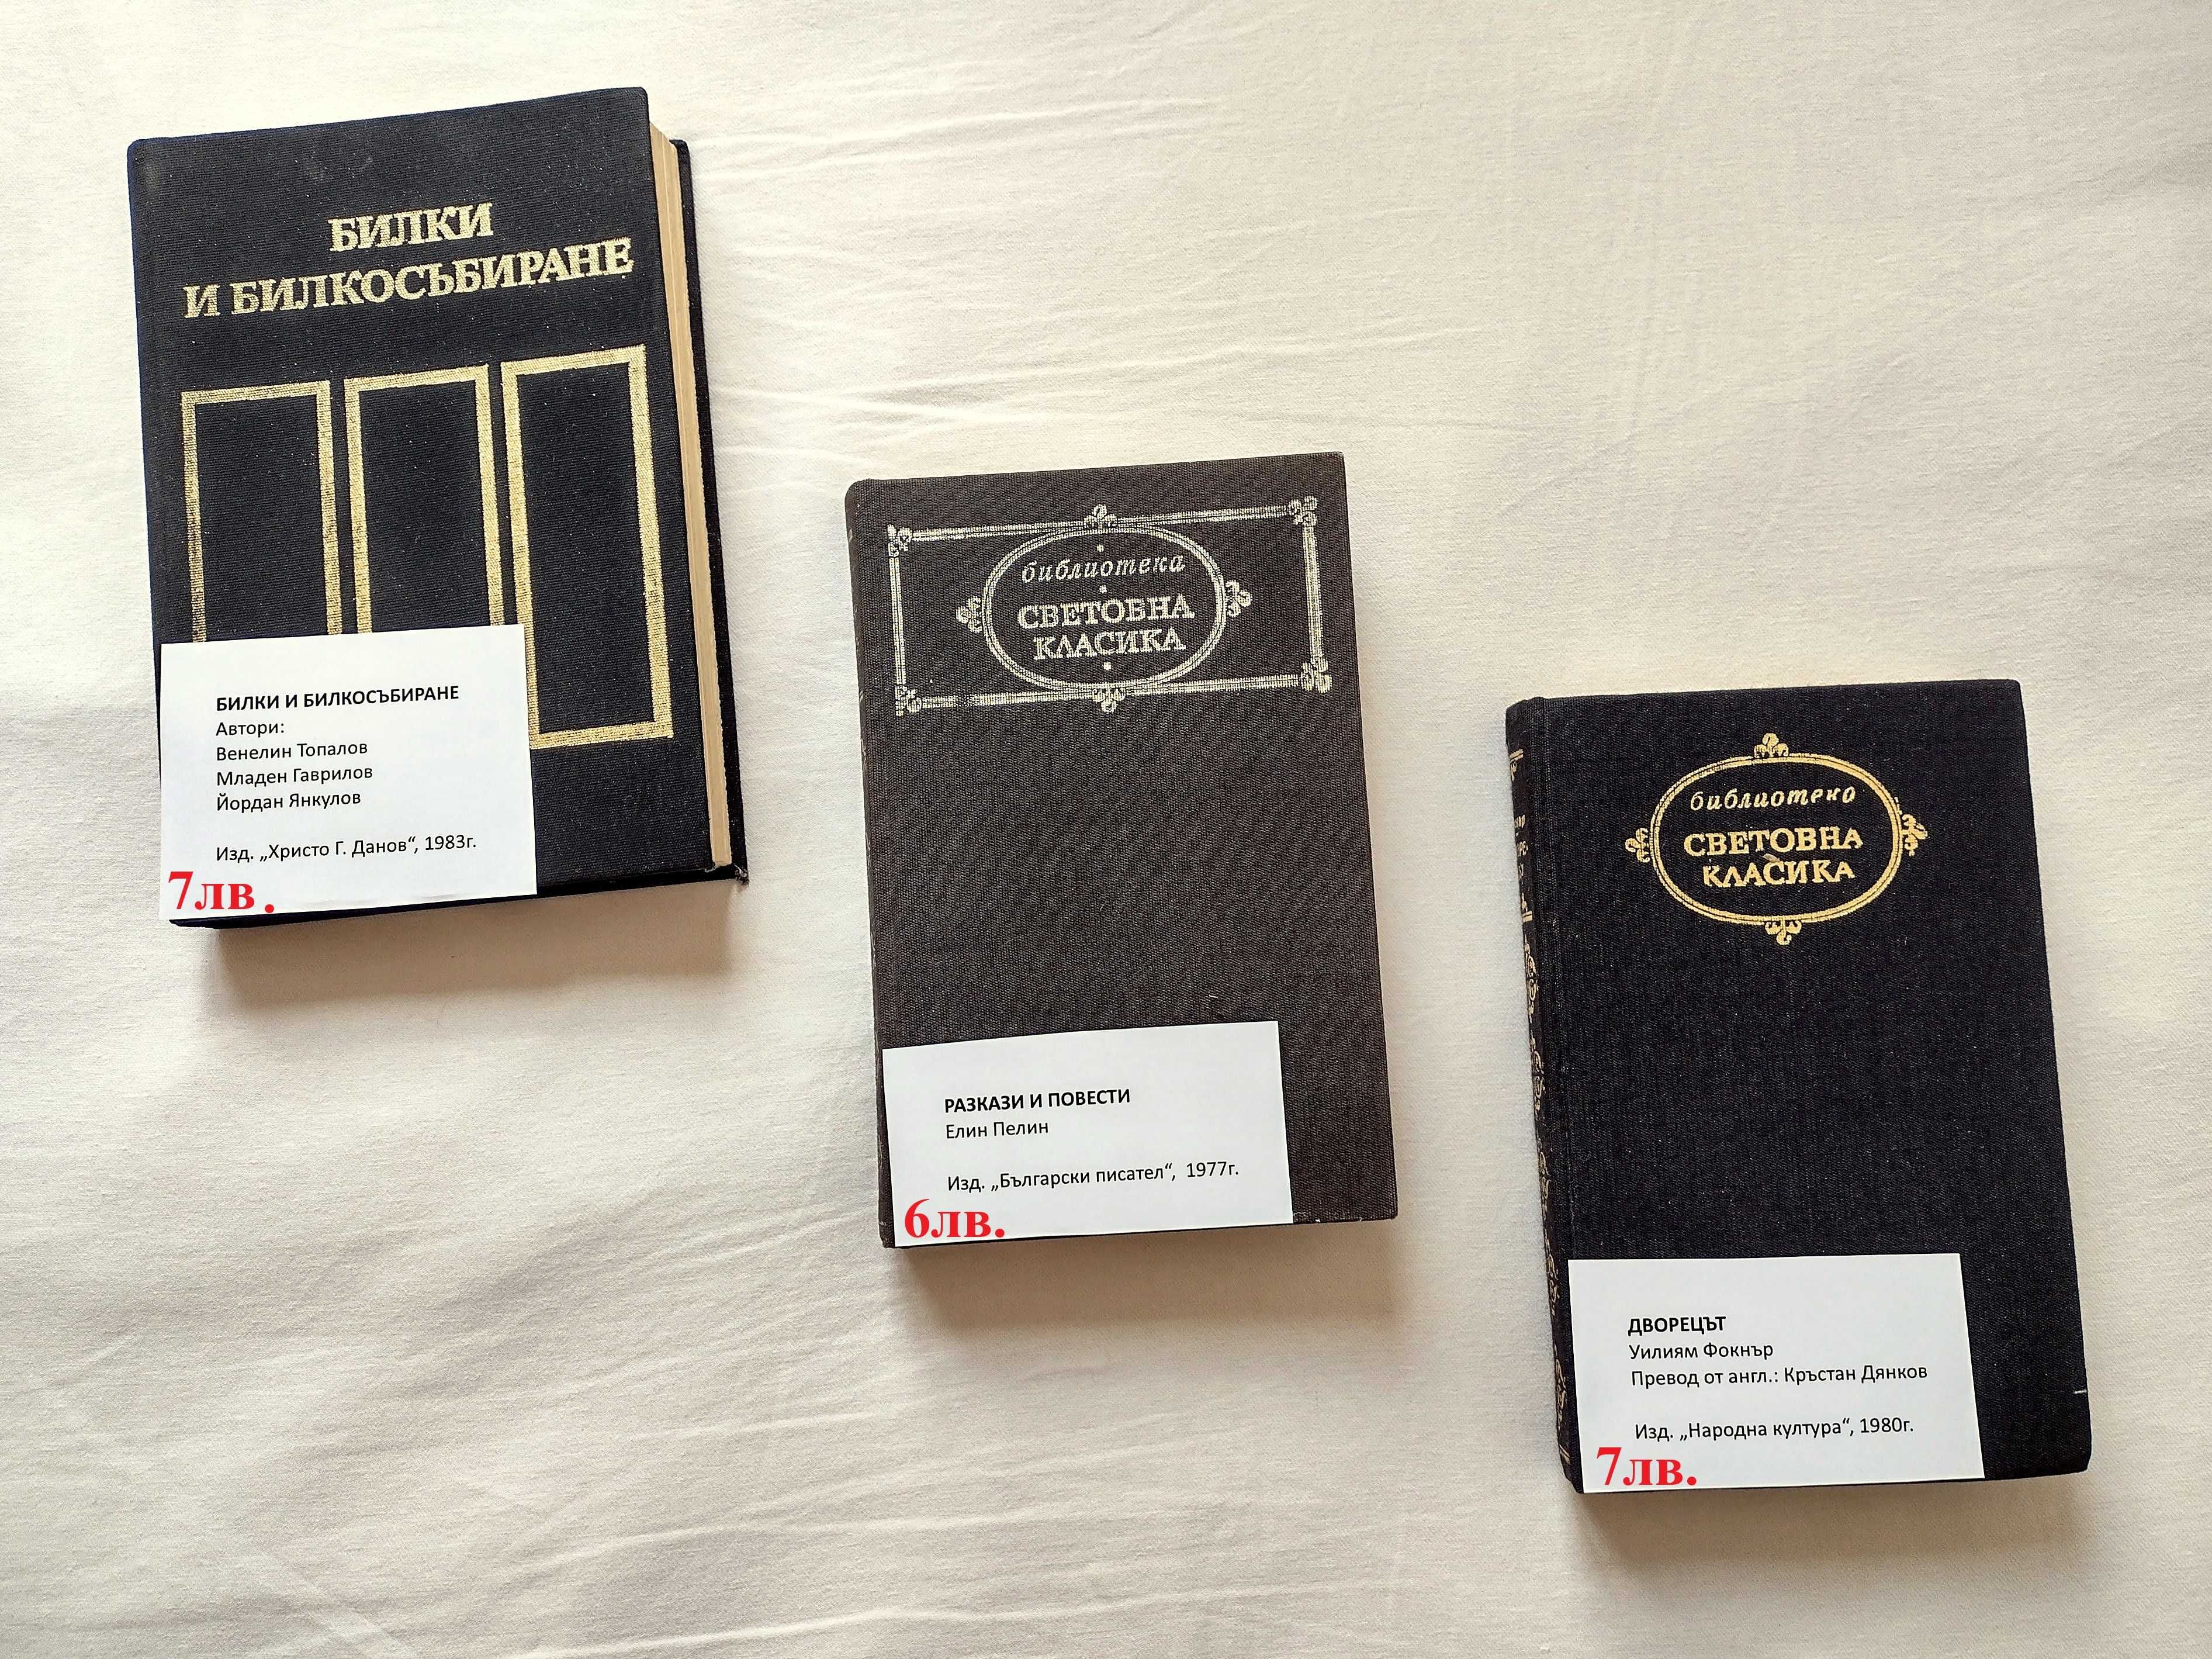 БИЛКИ
И БИЛКОСЪБИРАНЕ
БИЛКИ И БИЛКОСЪБИРАНЕ
Автори:
Венелин Топалов
Младен Гаврилов
Йордан Янкулов
Изд. „Христо Г. Данов“, 1983г.
7лв.
библиотека
СВЕТОВНА
КЛАСИКА
РАЗКАЗИ И ПОВЕСТИ
Елин Пелин
Изд. „Български писател“, 1977г.
6лв.
библиотека
СВЕТОВНА
КЛАСИКА
ДВОРЕЦЪТ
Уилиям Фокнър
Превод от англ.: Кръстан Дянков
Изд. „Народна култура“, 1980г.
7лв.